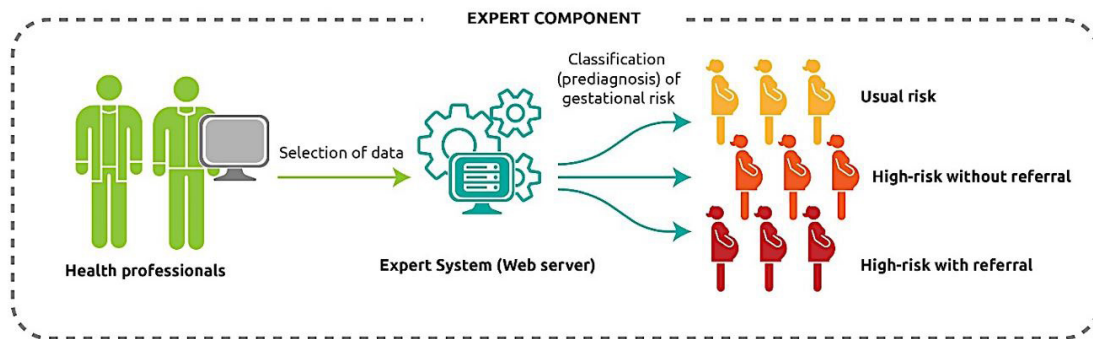 EXPERT COMPONENT
Classification
(prediagnosis) of
gestational risk
Usual risk
Selection of data
High-risk without referral
Health professionals
Expert System (Web server)
High-risk with referral